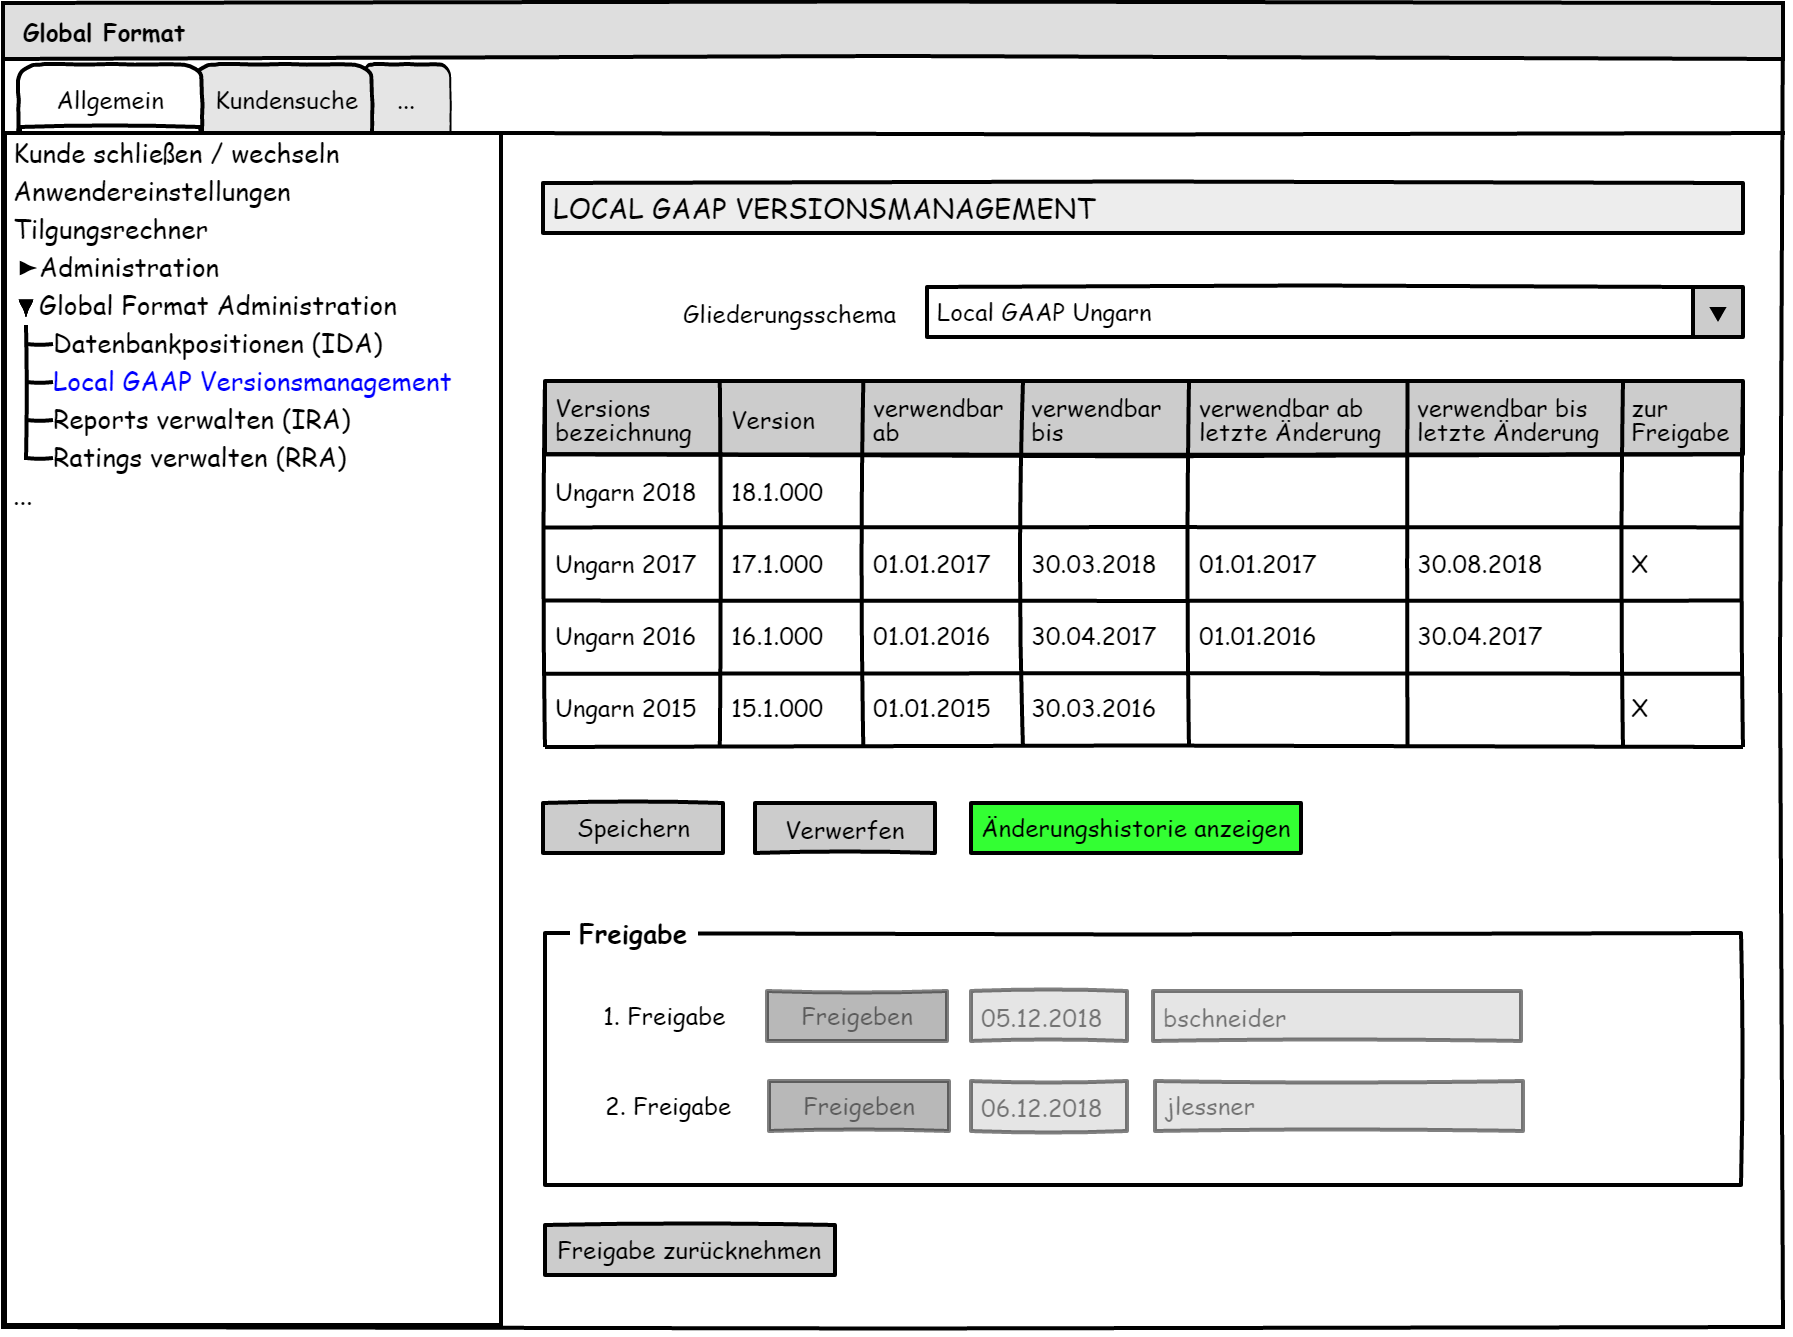 Global Format
Allgemein Kundensuche ...
Kunde schließen / wechseln
Anwendereinstellungen
Tilgungsrechner
Administration
Global Format Administration
Datenbankpositionen (IDA)
Local GAAP Versionsmanagement
Reports verwalten (IRA)
Ratings verwalten (RRA)
...
LOCAL GAAP VERSIONSMANAGEMENT
Gliederungsschema Local GAAP Ungarn
Versions verwendbar verwendbar verwendbar ab verwendbar bis zur
bezeichnung Version ab bis letzte Änderung letzte Änderung Freigabe
Ungarn 2018 18.1.000
Ungarn 2017 17.1.000 01.01.2017 30.03.2018 01.01.2017 30.08.2018 X
Ungarn 2016 16.1.000 01.01.2016 30.04.2017 01.01.2016 30.04.2017
Ungarn 2015 15.1.000 01.01.2015 30.03.2016 X
Speichern Verwerfen Änderungshistorie anzeigen
Freigabe
1. Freigabe Freigeben 05.12.2018 bschneider
2. Freigabe Freigeben 06.12.2018 jlessner
Freigabe zurücknehmen